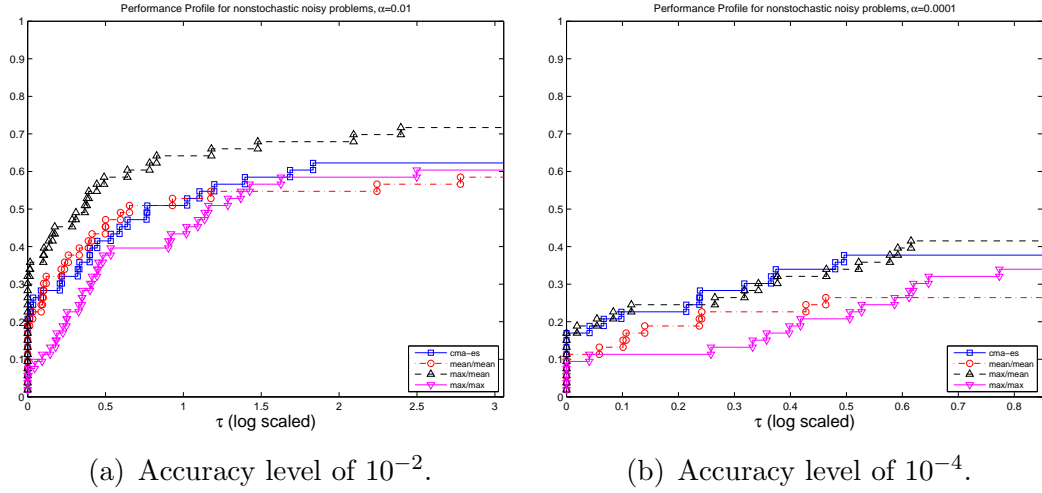 Performance Profile for nonstochastic noisy problems, α=0.01
1
0.9
0.8
0.7
0.6
0.5
0.4
0.3
0.2
0.1
0
0
0.5
1
1.5
2
2.5
3
τ (log scaled)
cma-es
mean/mean
max/mean
max/max
(a) Accuracy level of 10⁻².
Performance Profile for nonstochastic noisy problems, α=0.0001
1
0.9
0.8
0.7
0.6
0.5
0.4
0.3
0.2
0.1
0
0
0.1
0.2
0.3
0.4
0.5
0.6
0.7
0.8
τ (log scaled)
cma-es
mean/mean
max/mean
max/max
(b) Accuracy level of 10⁻⁴.